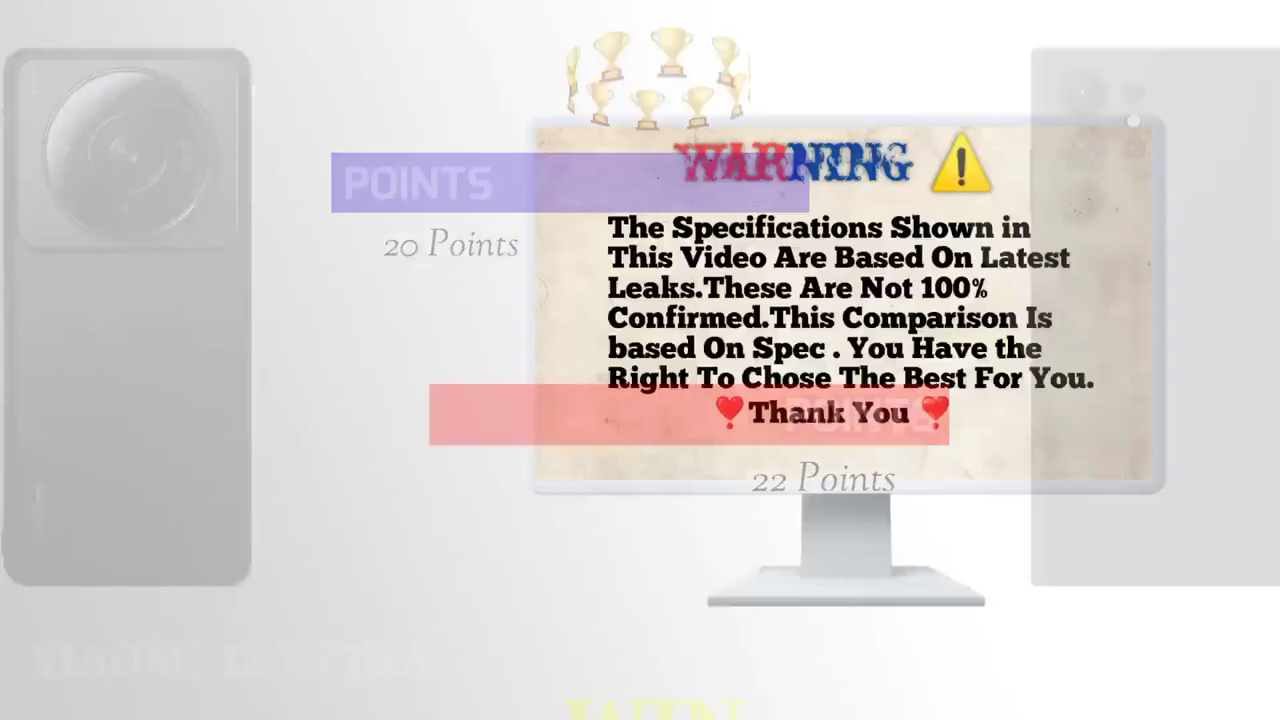 WARNING
POINTS
20 Points
The Specifications Shown in
This Video Are Based On Latest
Leaks.These Are Not 100%
Confirmed.This Comparison Is
based On Spec . You Have the
Right To Chose The Best For You.
Thank You
POINTS
22 Points
WIN